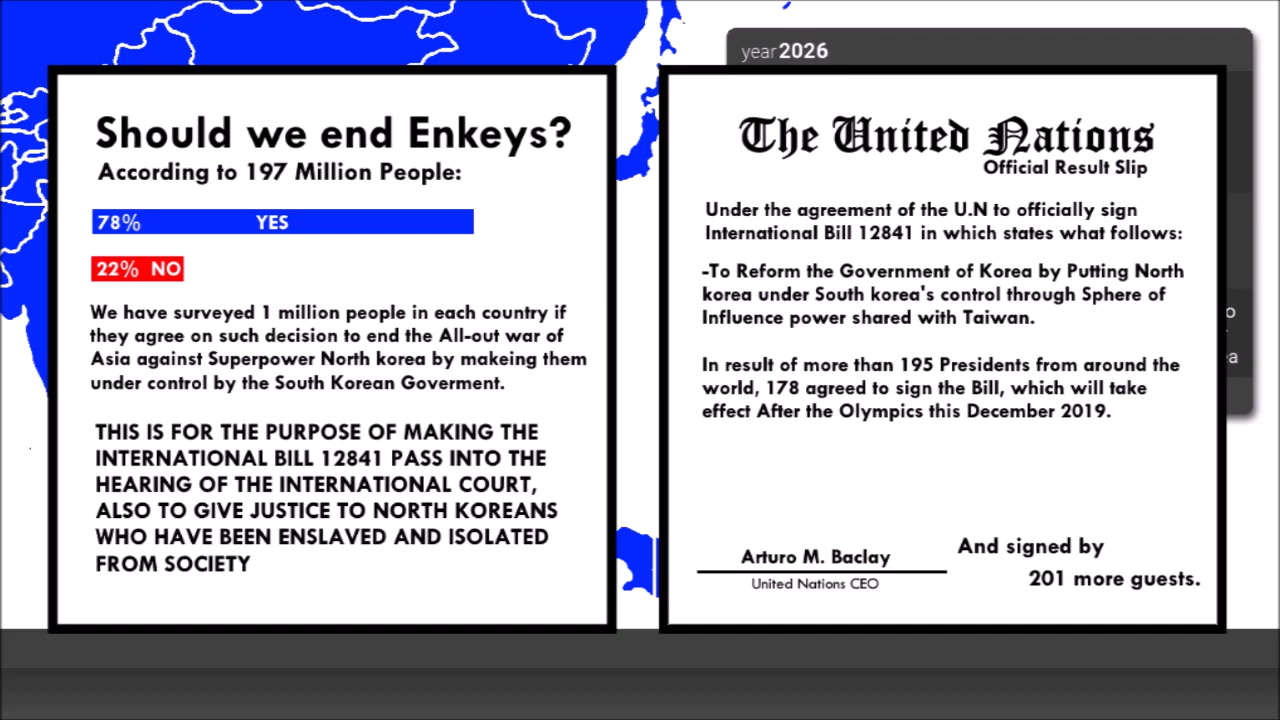 year 2026
Should we end Enkeys?
According to 197 Million People:
78% YES
22% NO
We have surveyed 1 million people in each country if
they agree on such decision to end the All-out war of
Asia against Superpower North korea by makeing them
under control by the South Korean Goverment.
THIS IS FOR THE PURPOSE OF MAKING THE
INTERNATIONAL BILL 12841 PASS INTO THE
HEARING OF THE INTERNATIONAL COURT,
ALSO TO GIVE JUSTICE TO NORTH KOREANS
WHO HAVE BEEN ENSLAVED AND ISOLATED
FROM SOCIETY
The United Nations
Official Result Slip
Under the agreement of the U.N to officially sign
International Bill 12841 in which states what follows:
-To Reform the Government of Korea by Putting North
korea under South korea's control through Sphere of
Influence power shared with Taiwan.
In result of more than 195 Presidents from around the
world, 178 agreed to sign the Bill, which will take
effect After the Olympics this December 2019.
Arturo M. Baclay
United Nations CEO
And signed by
201 more guests.